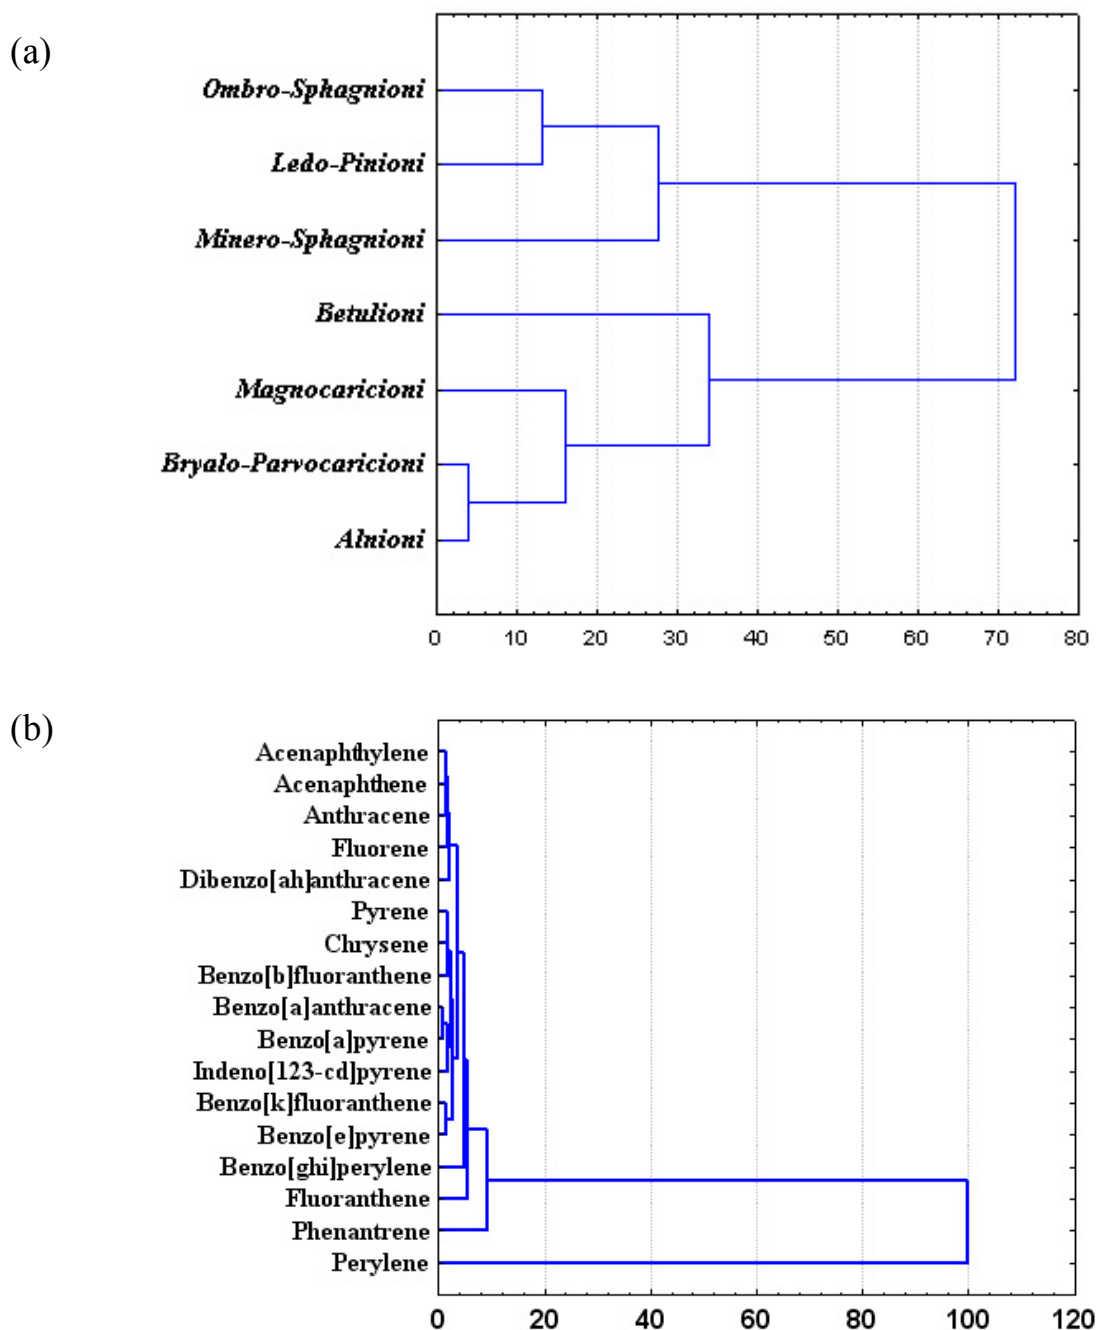 (a)
Ombro-Sphagnioni
Ledo-Pinioni
Minero-Sphagnioni
Betulioni
Magnocaricioni
Bryalo-Parvocaricioni
Alnioni
0 10 20 30 40 50 60 70 80
(b)
Acenaphthylene
Acenaphthene
Anthracene
Fluorene
Dibenzo[ah]anthracene
Pyrene
Chrysene
Benzo[b]fluoranthene
Benzo[a]anthracene
Benzo[a]pyrene
Indeno[123-cd]pyrene
Benzo[k]fluoranthene
Benzo[e]pyrene
Benzo[ghi]perylene
Fluoranthene
Phenantrene
Perylene
0 20 40 60 80 100 120